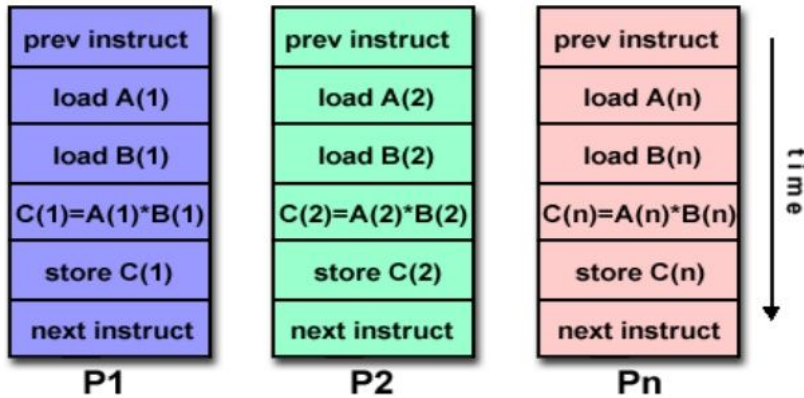 prev instruct
load A(1)
load B(1)
C(1)=A(1)*B(1)
store C(1)
next instruct
P1
prev instruct
load A(2)
load B(2)
C(2)=A(2)*B(2)
store C(2)
next instruct
P2
prev instruct
load A(n)
load B(n)
C(n)=A(n)*B(n)
store C(n)
next instruct
Pn
time